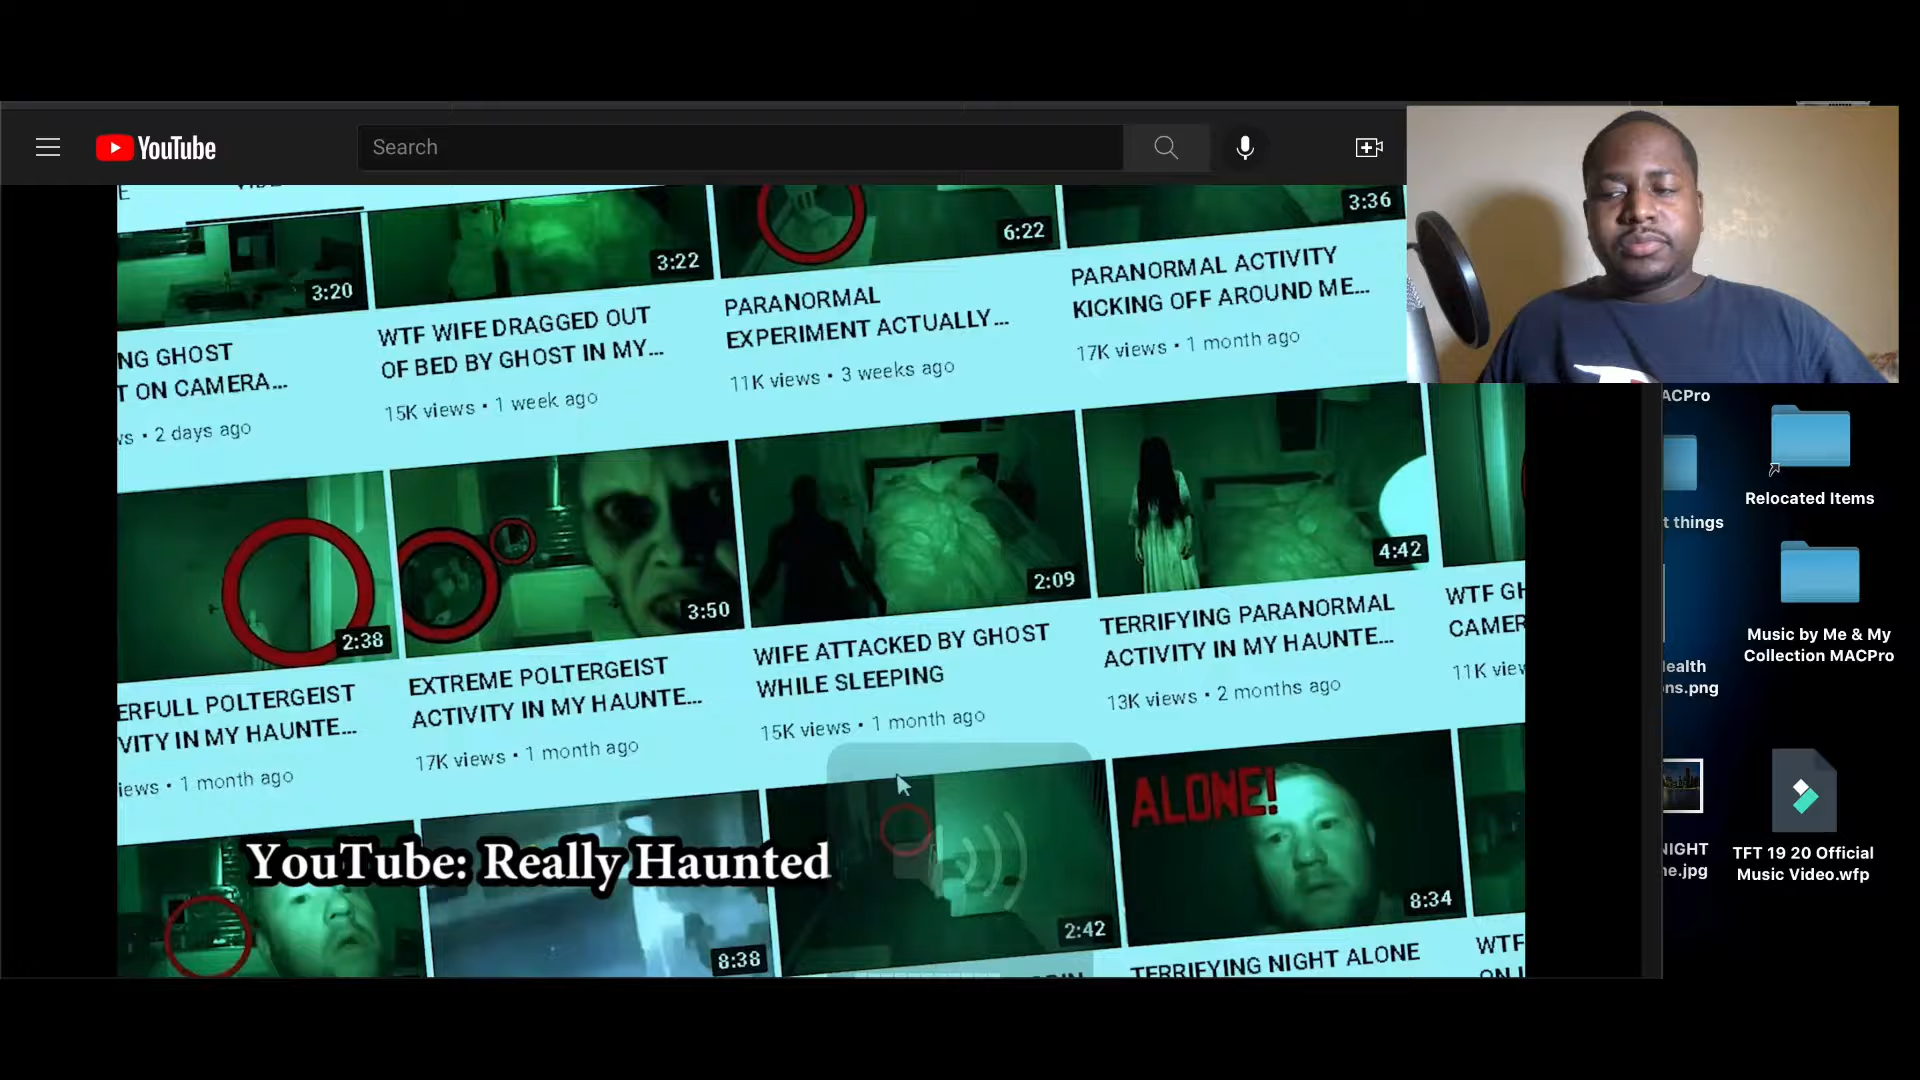 YouTube
Search
3:20
3:22
6:22
3:36
NG GHOST
T ON CAMERA...
• 2 days ago
WTF WIFE DRAGGED OUT
OF BED BY GHOST IN MY...
15K views • 1 week ago
PARANORMAL
EXPERIMENT ACTUALLY...
11K views • 3 weeks ago
PARANORMAL ACTIVITY
KICKING OFF AROUND ME...
17K views • 1 month ago
2:38
3:50
2:09
4:42
ERFULL POLTERGEIST
VITY IN MY HAUNTE...
iews • 1 month ago
EXTREME POLTERGEIST
ACTIVITY IN MY HAUNTE...
17K views • 1 month ago
WIFE ATTACKED BY GHOST
WHILE SLEEPING
15K views • 1 month ago
TERRIFYING PARANORMAL
ACTIVITY IN MY HAUNTE...
13K views • 2 months ago
WTF GH
CAMER
11K view
ALONE!
YouTube: Really Haunted
8:38
2:42
8:34
TERRIFYING NIGHT ALONE
WTF
ACPro
Relocated Items
t things
Music by Me & My
Collection MACPro
lealth
ns.png
NIGHT
ne.jpg
TFT 19 20 Official
Music Video.wfp